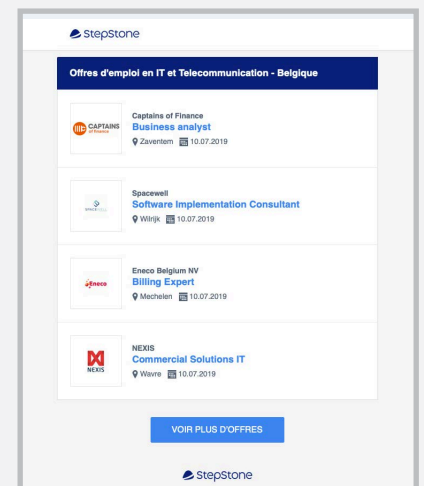 StepStone
Offres d'emploi en IT et Telecommunication - Belgique
CAPTAINS
of finance
Captains of Finance
Business analyst
Zaventem 10.07.2019
SPACEWELL
Spacewell
Software Implementation Consultant
Wilrijk 10.07.2019
Eneco
Eneco Belgium NV
Billing Expert
Mechelen 10.07.2019
NEXIS
NEXIS
Commercial Solutions IT
Wavre 10.07.2019
VOIR PLUS D'OFFRES
StepStone